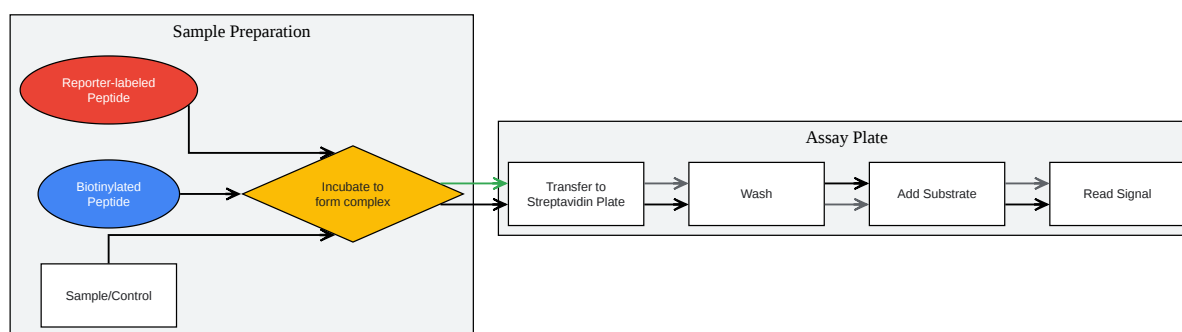 Sample Preparation
Reporter-labeled
Peptide
Biotinylated
Peptide
Incubate to
form complex
Sample/Control
Assay Plate
Transfer to
Streptavidin Plate
Wash
Add Substrate
Read Signal